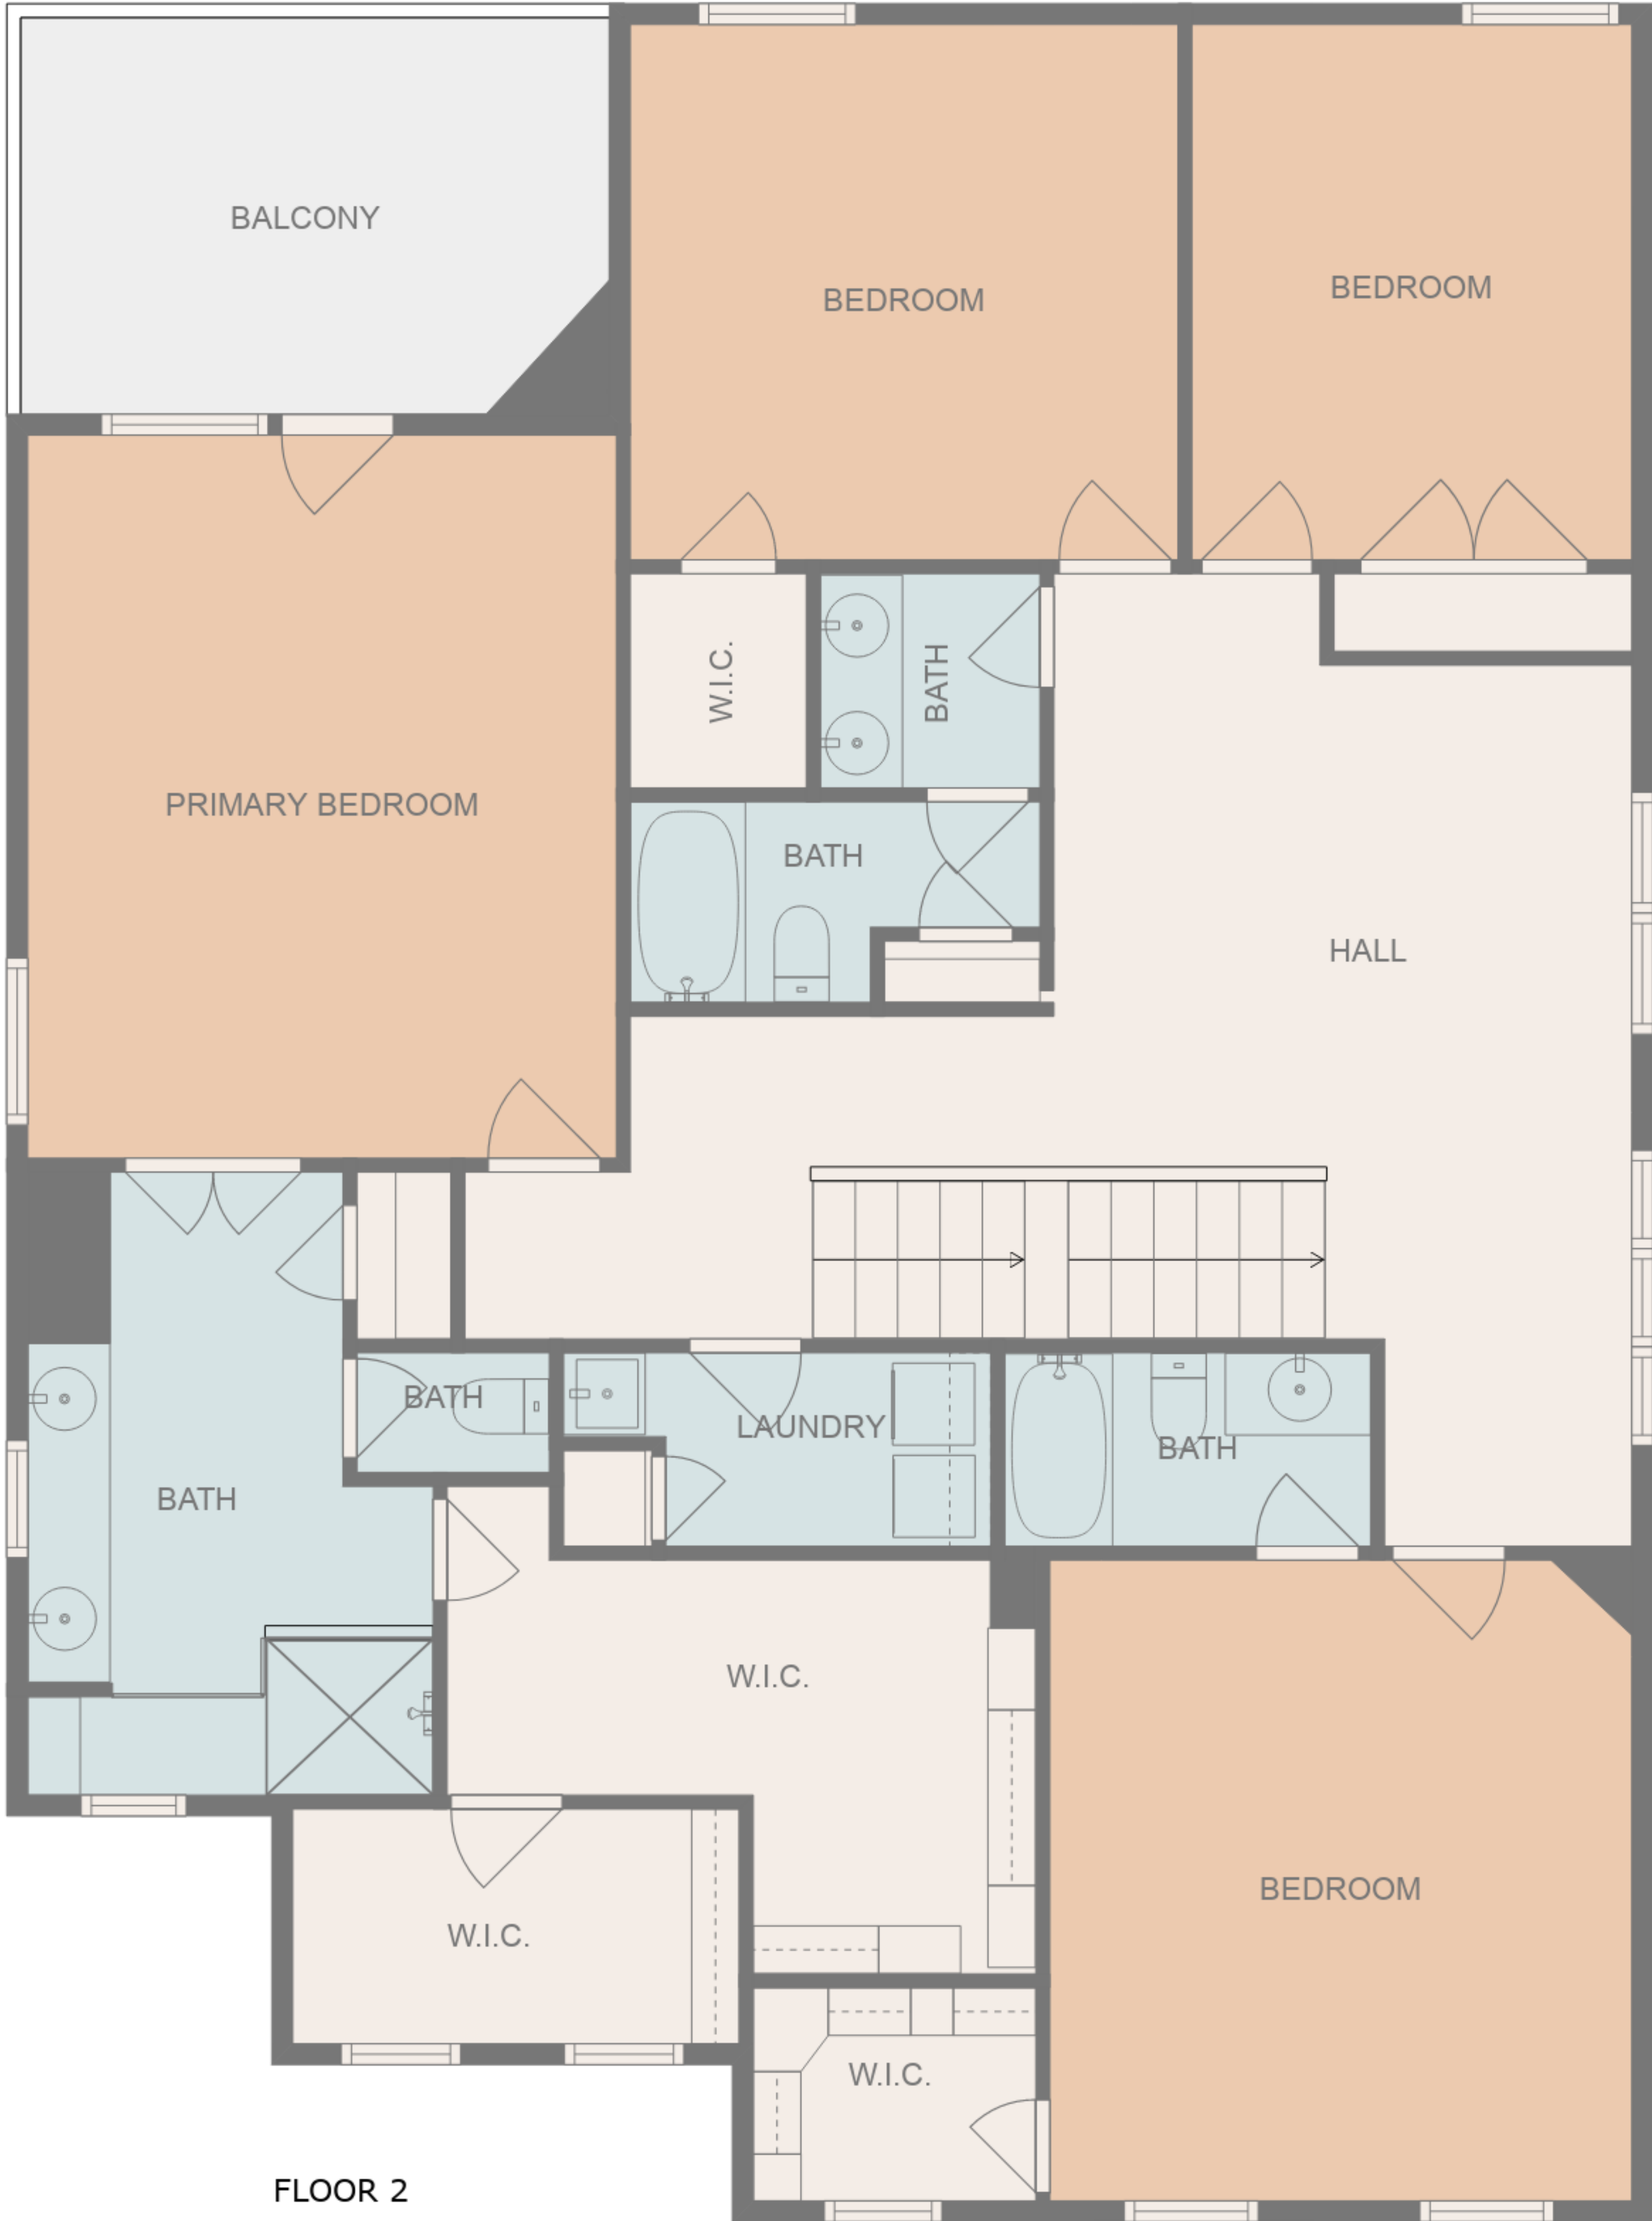 BALCONY
BEDROOM
BEDROOM
W.I.C.
BATH
PRIMARY BEDROOM
BATH
HALL
BATH
LAUNDRY
BATH
BATH
W.I.C.
BEDROOM
W.I.C.
W.I.C.
FLOOR 2